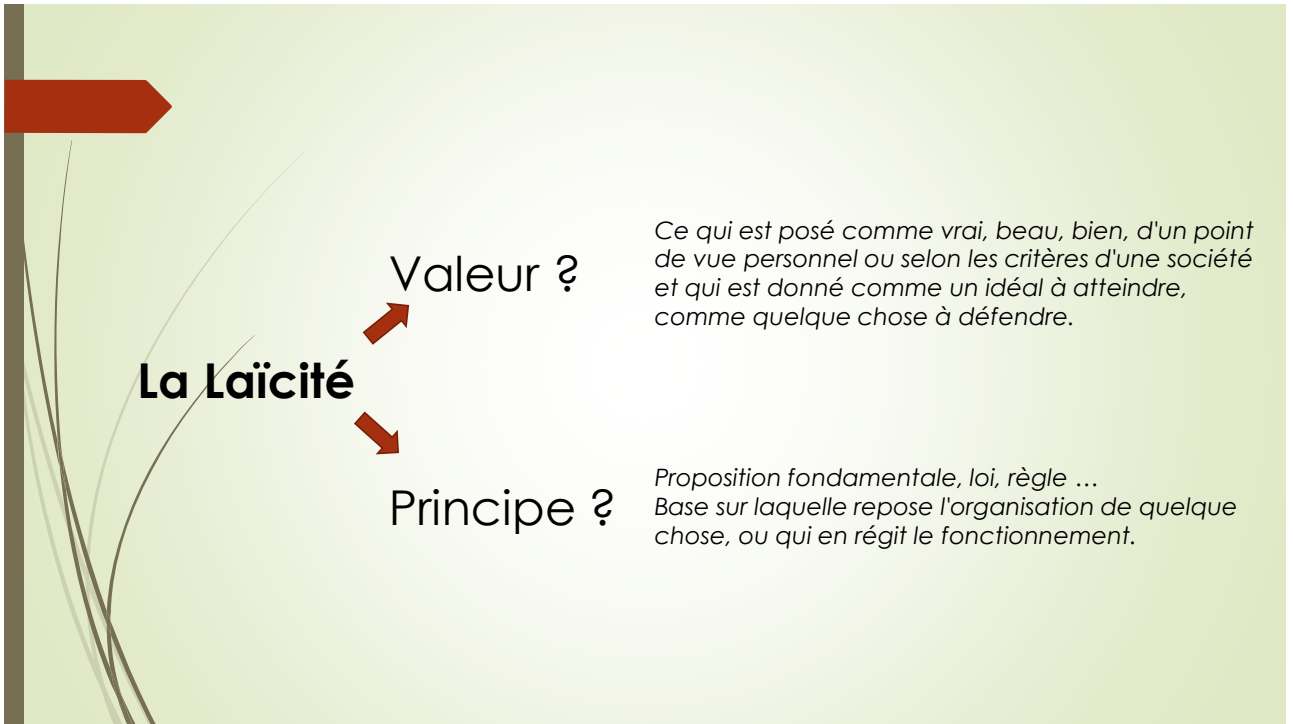 La Laïcité
Valeur ?
Ce qui est posé comme vrai, beau, bien, d'un point
de vue personnel ou selon les critères d'une société
et qui est donné comme un idéal à atteindre,
comme quelque chose à défendre.
Principe ?
Proposition fondamentale, loi, règle …
Base sur laquelle repose l'organisation de quelque
chose, ou qui en régit le fonctionnement.